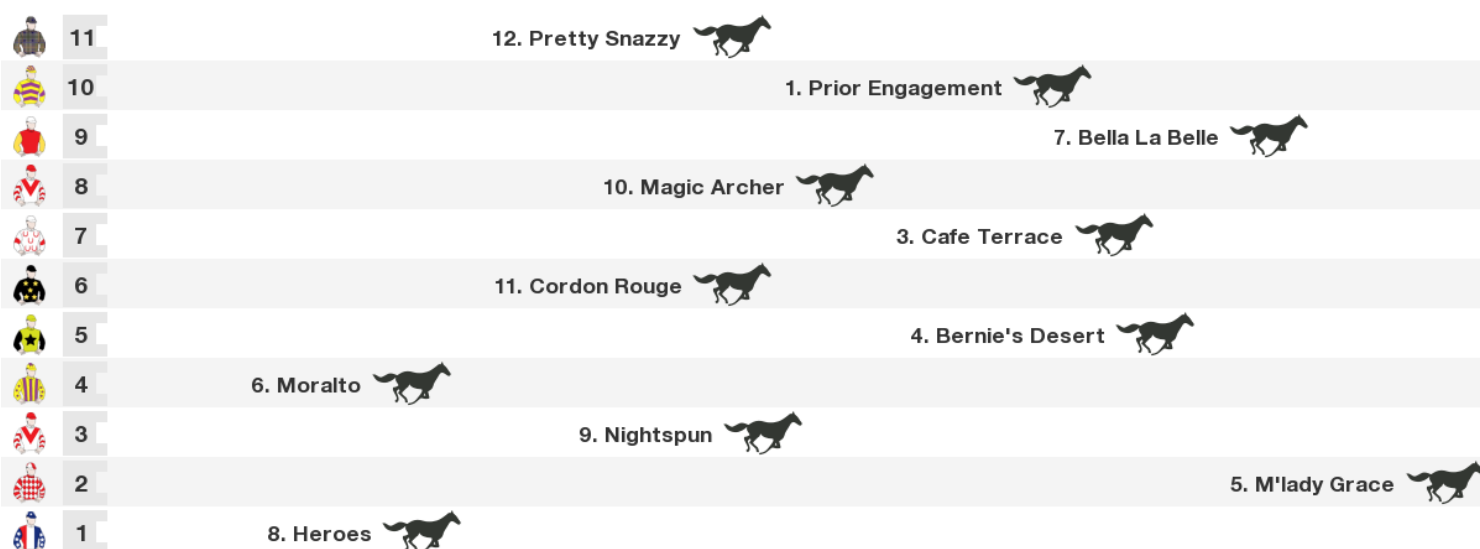 11 12. Pretty Snazzy
10 1. Prior Engagement
9 7. Bella La Belle
8 10. Magic Archer
7 3. Cafe Terrace
6 11. Cordon Rouge
5 4. Bernie's Desert
4 6. Moralto
3 9. Nightspun
2 5. M'lady Grace
1 8. Heroes